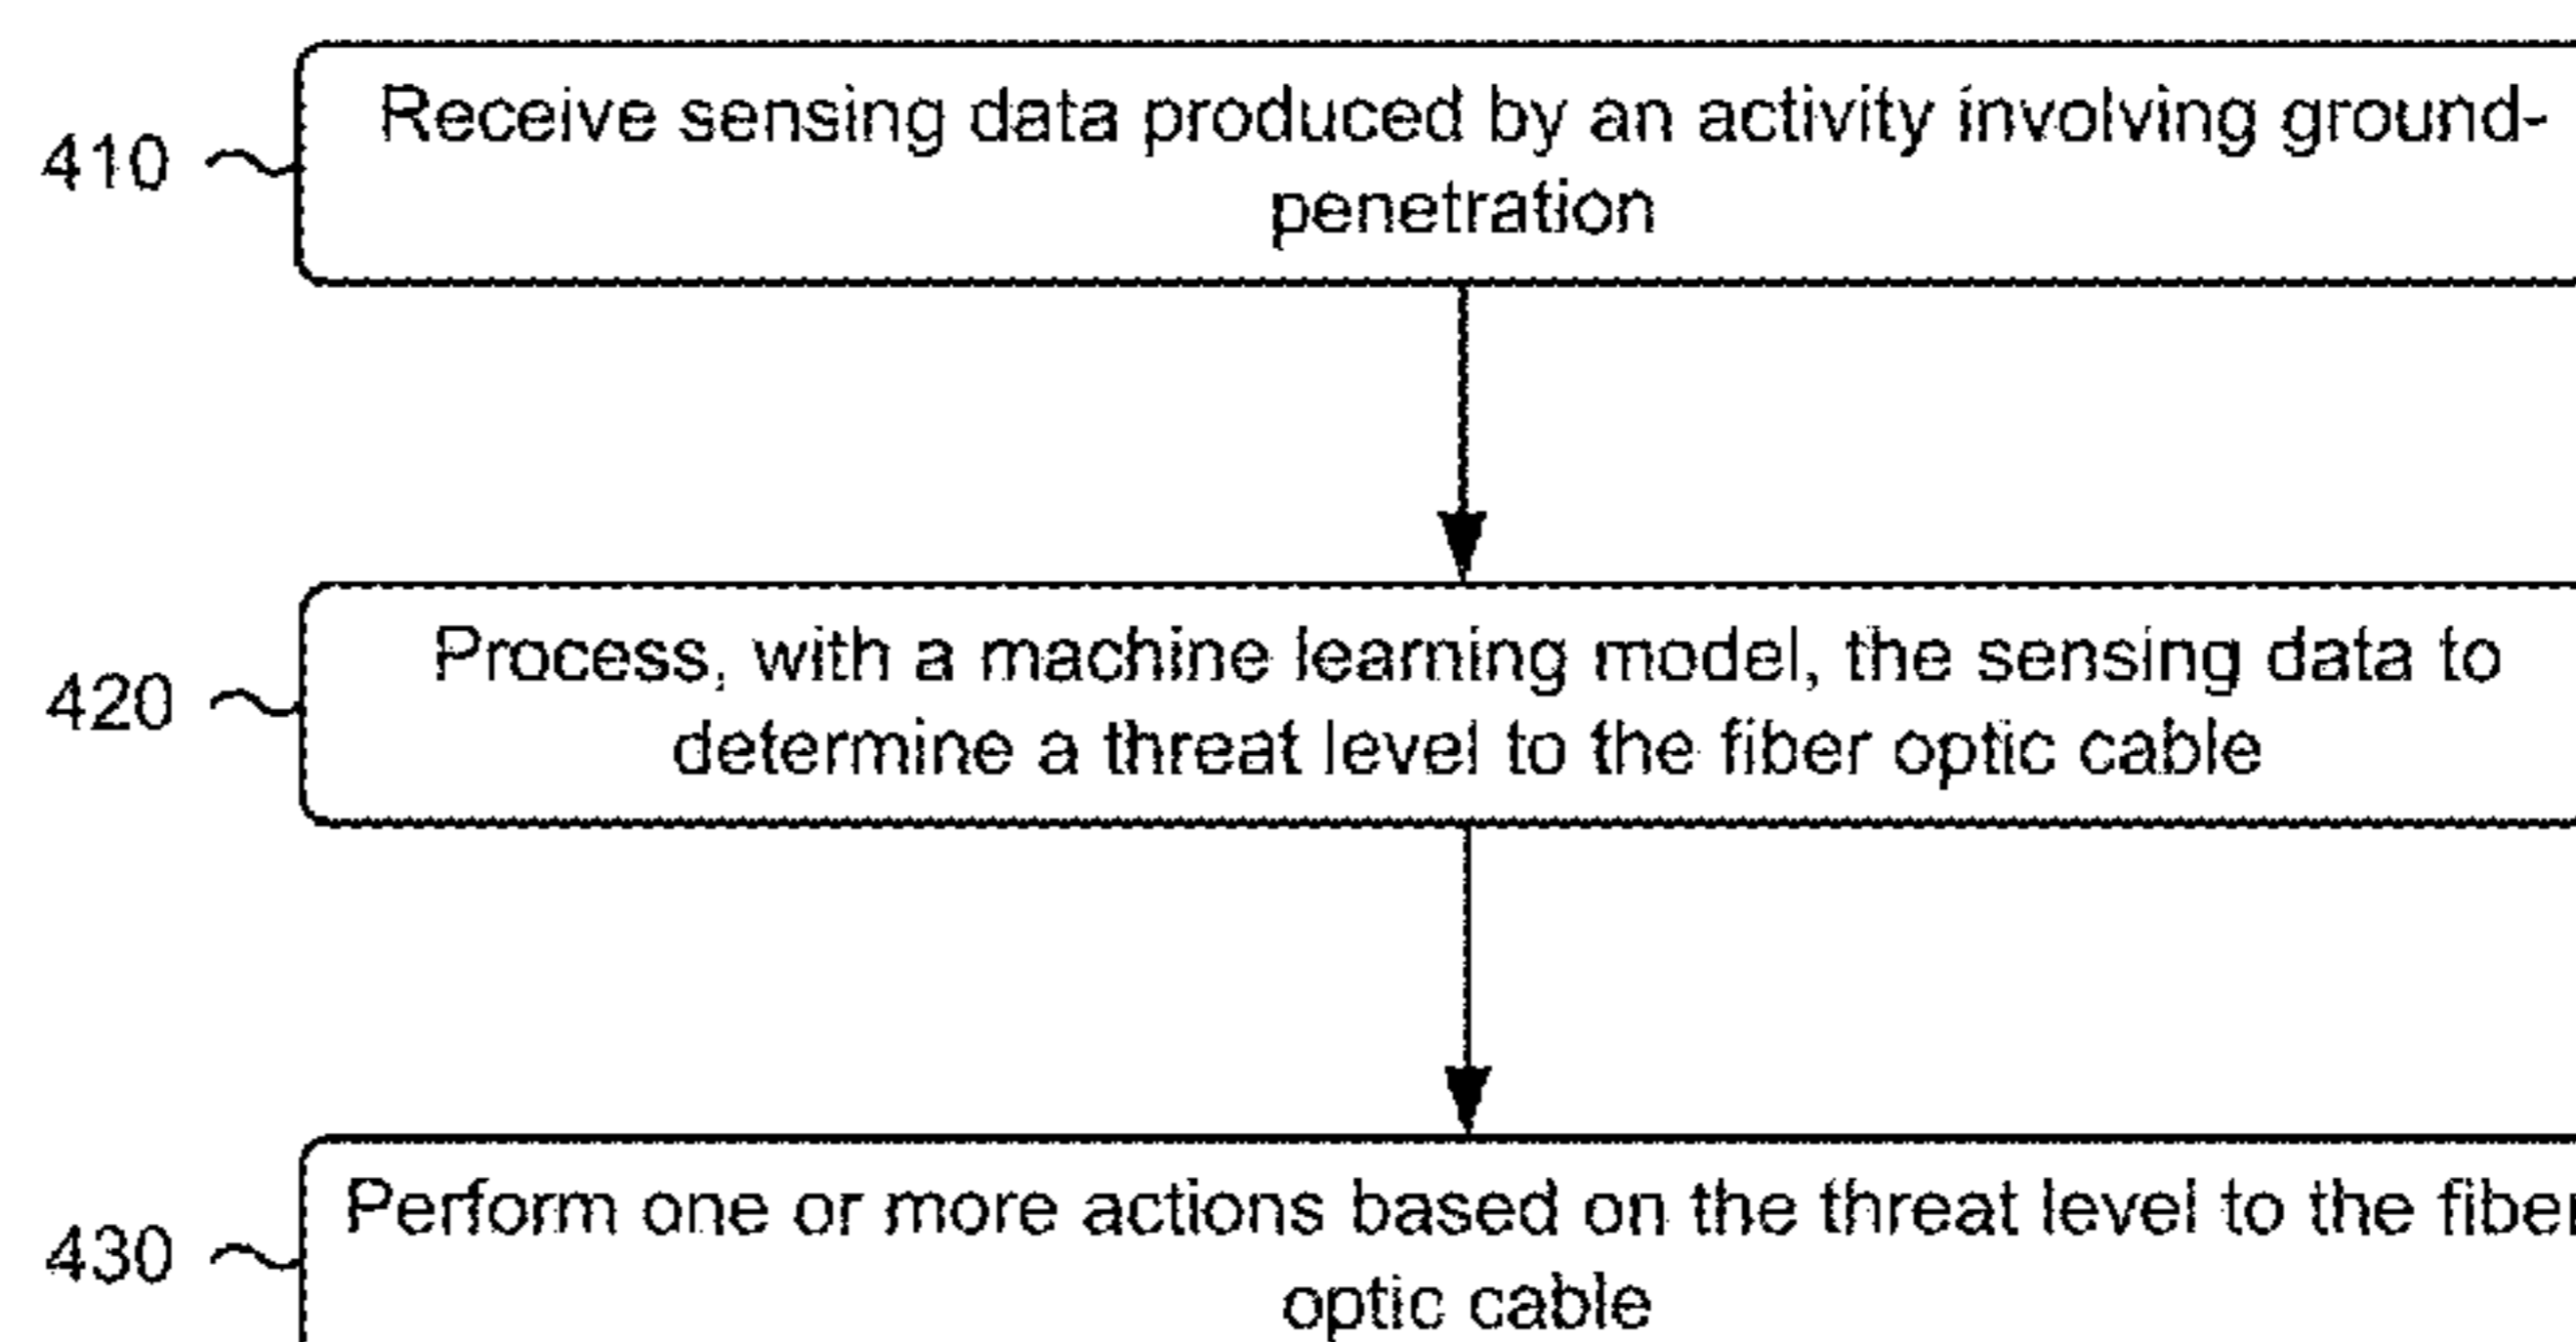 410
Receive sensing data produced by an activity involving ground-
penetration
420
Process, with a machine learning model, the sensing data to
determine a threat level to the fiber optic cable
430
Perform one or more actions based on the threat level to the fiber
optic cable